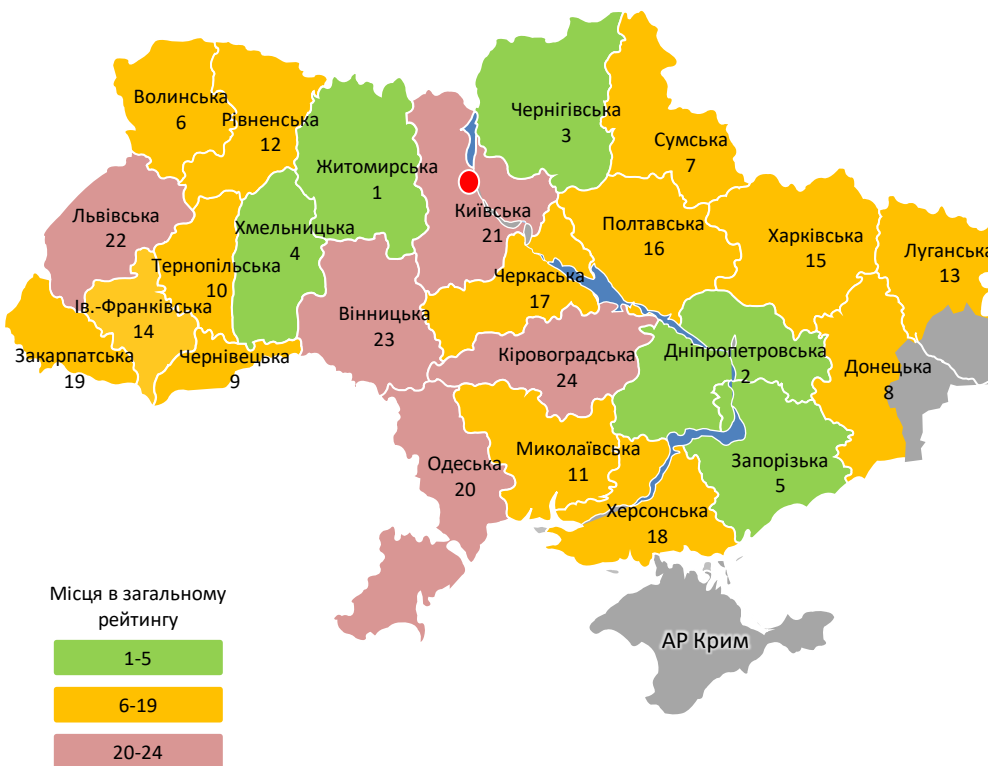 Волинська
6
Рівненська
12
Житомирська
1
Чернігівська
3
Сумська
7
Львівська
22
Хмельницька
4
Київська
21
Полтавська
16
Харківська
15
Луганська
13
Тернопільська
10
Черкаська
17
Ів.-Франківська
14
Вінницька
23
Закарпатська
19
Чернівецька
9
Кіровоградська
24
Дніпропетровська
2
Донецька
8
Одеська
20
Миколаївська
11
Запорізька
5
Херсонська
18
АР Крим
Місця в загальному
рейтингу
1-5
6-19
20-24